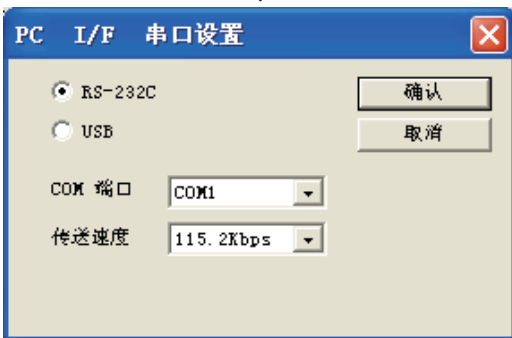 PC I/F 串口设置
RS-232C
确认
USB
取消
COM 端口 COM1
传送速度 115.2Kbps